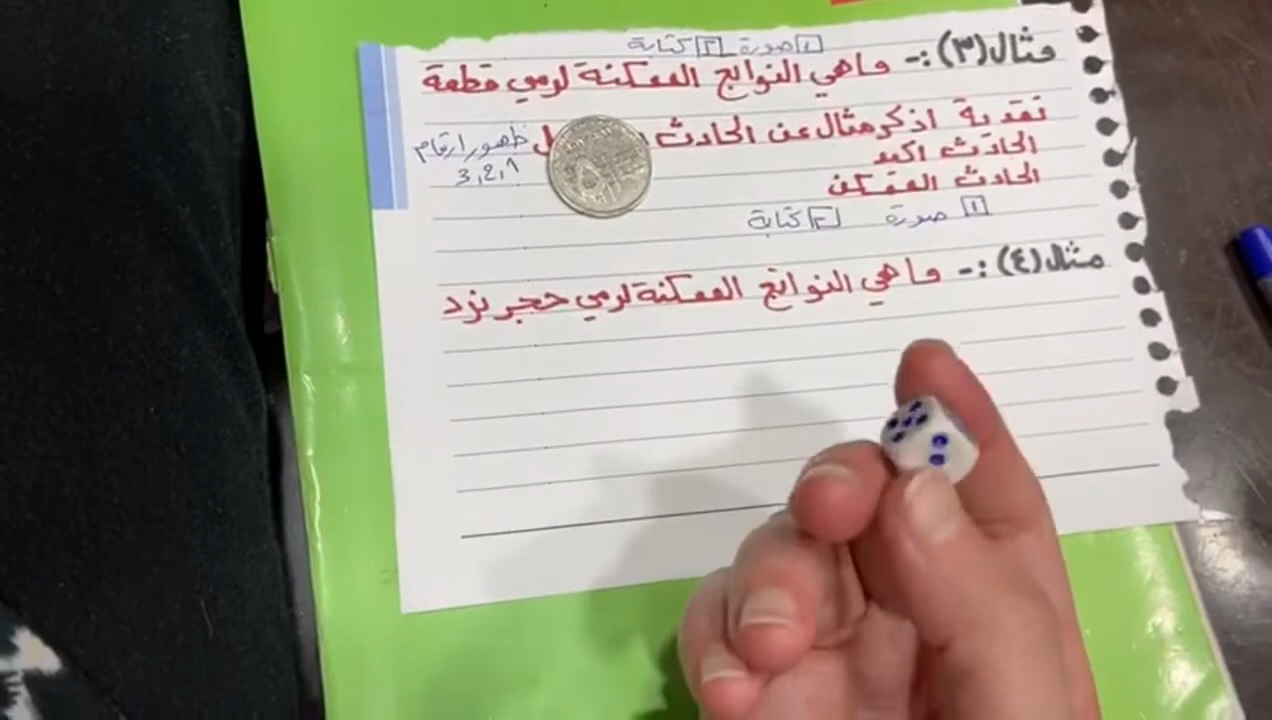 مثال (٣) :- ماهي النواتج الممكنة لرمي قطعة
١ صورة ٢ كتابة
نقدية اذكر مثال عن الحادث
ظهور ارقام
3,2,1
الحادث اكيد
الحادث الممكن
١ صورة ٢ كتابة
مثال (٤) :- ماهي النواتج الممكنة لرمي حجر نرد